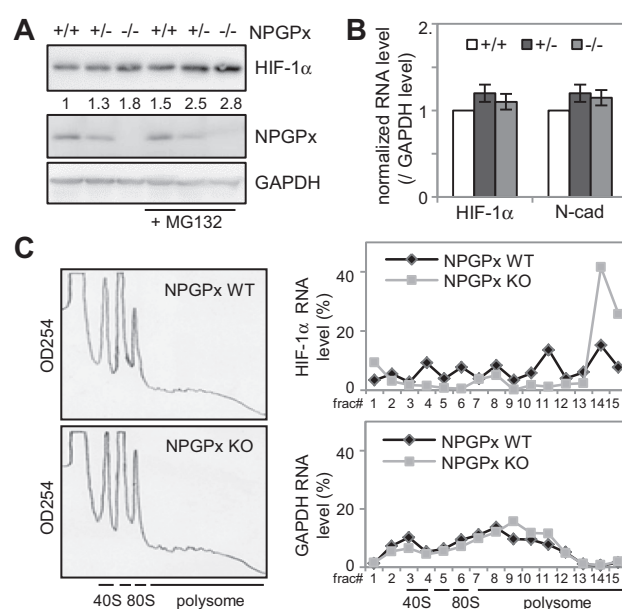 A
+/+ +/- -/- +/+ +/- -/- NPGPx
HIF-1α
1 1.3 1.8 1.5 2.5 2.8
NPGPx
GAPDH
+ MG132
B
normalized RNA level
(/ GAPDH level)
2.
1
0
+/+ +/- -/-
HIF-1α N-cad
C
OD254
NPGPx WT
OD254
NPGPx KO
40S 80S polysome
HIF-1α RNA
level (%)
40
20
0
NPGPx WT
NPGPx KO
frac# 1 2 3 4 5 6 7 8 9 10 11 12 13 14 15
GAPDH RNA
level (%)
40
20
0
NPGPx WT
NPGPx KO
frac# 1 2 3 4 5 6 7 8 9 10 11 12 13 14 15
40S 80S polysome